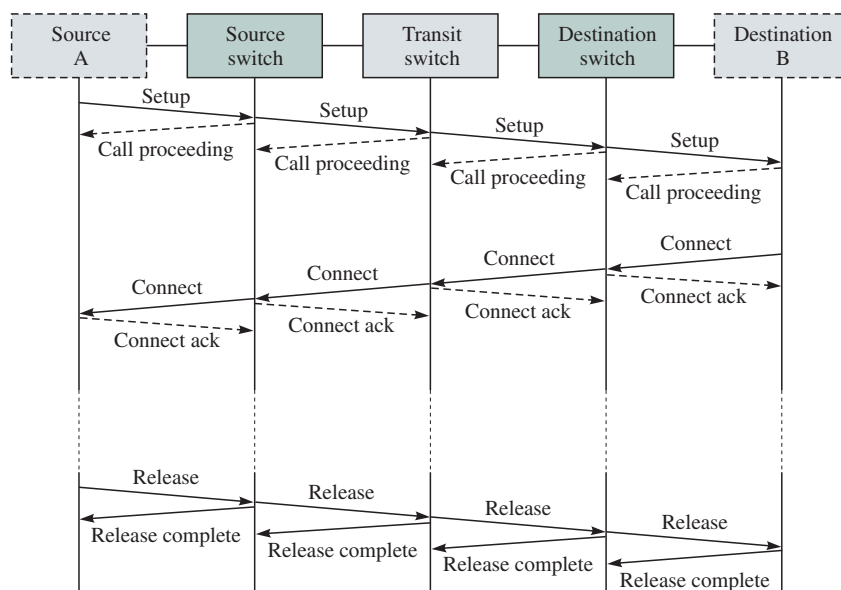 Source
A
Source
switch
Transit
switch
Destination
switch
Destination
B
Setup
Setup
Setup
Setup
Call proceeding
Call proceeding
Call proceeding
Call proceeding
Connect
Connect
Connect
Connect
Connect ack
Connect ack
Connect ack
Connect ack
Release
Release
Release
Release
Release complete
Release complete
Release complete
Release complete